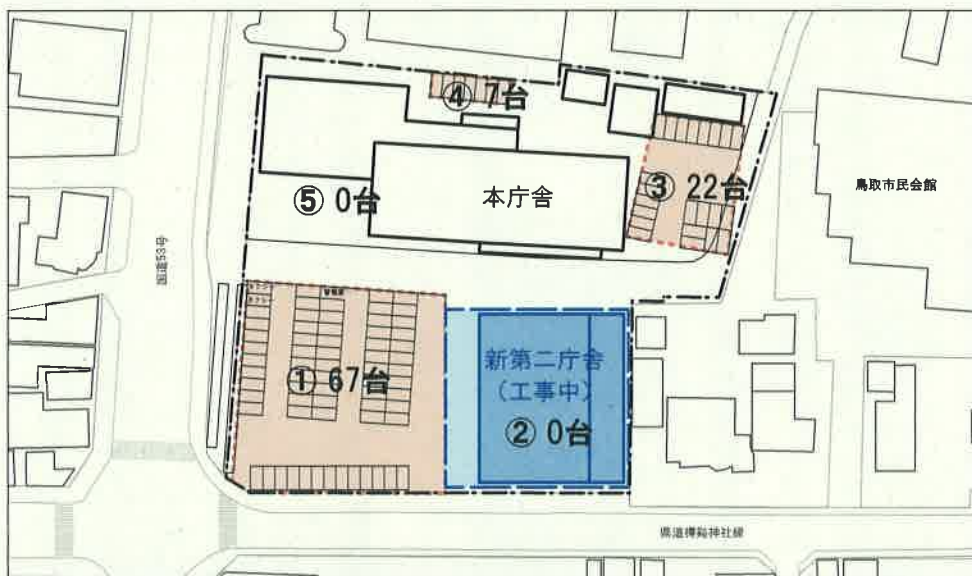 ④ 7台
③ 22台
鳥取市民会館
本庁舎
⑤ 0台
国道53号
① 67台
新第二庁舎
（工事中）
② 0台
県道樗谿神社線